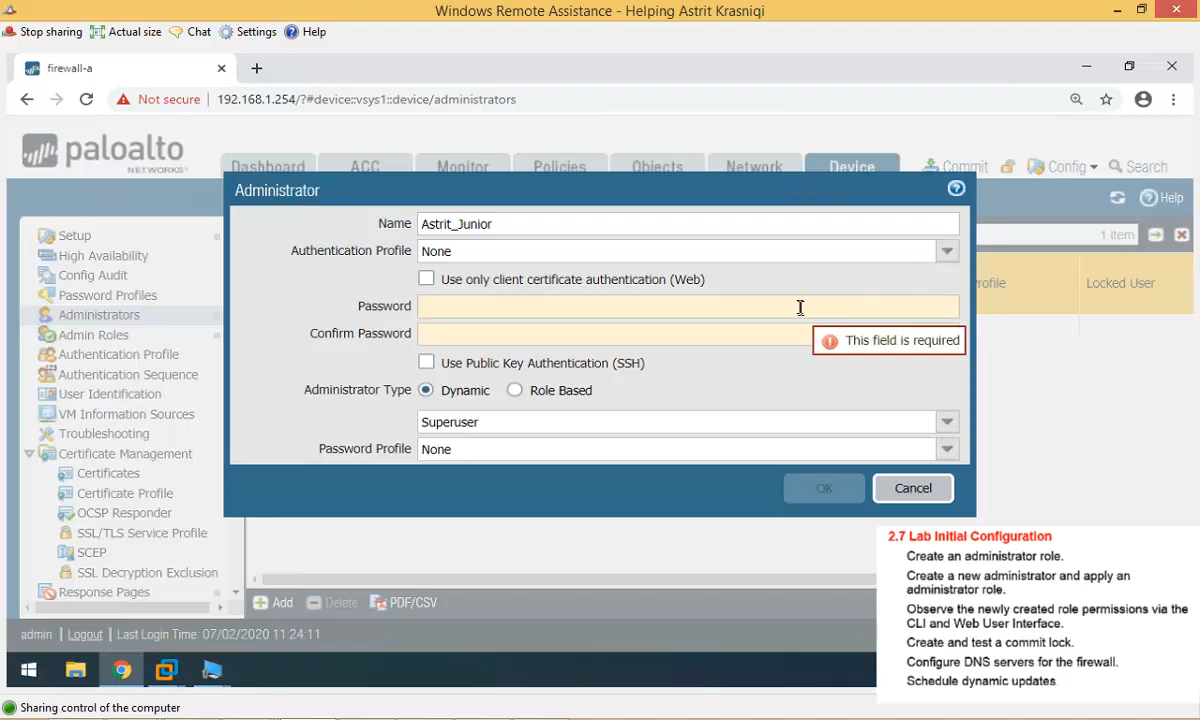 Windows Remote Assistance - Helping Astrit Krasniqi
Stop sharing Actual size Chat Settings Help
firewall-a
Not secure 192.168.1.254/?#device::vsys1::device/administrators
paloalto
NETWORKS
Dashboard ACC Monitor Policies Objects Network Device Commit Config Search
Administrator
Help
Name Astrit_Junior
Authentication Profile None
Use only client certificate authentication (Web)
Password
Confirm Password
This field is required
Use Public Key Authentication (SSH)
Administrator Type Dynamic Role Based
Superuser
Password Profile None
OK Cancel
1 item
rofile Locked User
Setup
High Availability
Config Audit
Password Profiles
Administrators
Admin Roles
Authentication Profile
Authentication Sequence
User Identification
VM Information Sources
Troubleshooting
Certificate Management
Certificates
Certificate Profile
OCSP Responder
SSL/TLS Service Profile
SCEP
SSL Decryption Exclusion
Response Pages
Add Delete PDF/CSV
admin | Logout | Last Login Time: 07/02/2020 11:24:11
2.7 Lab Initial Configuration
Create an administrator role.
Create a new administrator and apply an
administrator role.
Observe the newly created role permissions via the
CLI and Web User Interface.
Create and test a commit lock.
Configure DNS servers for the firewall.
Schedule dynamic updates
Sharing control of the computer